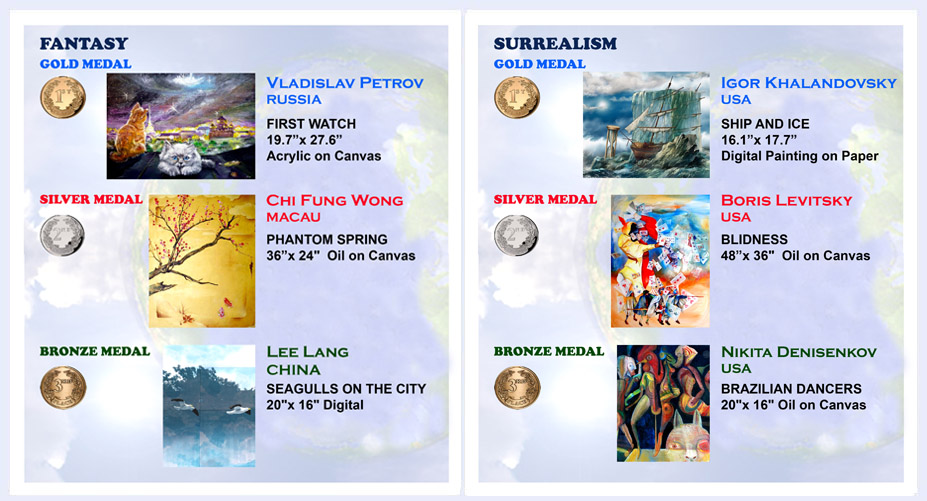 FANTASY
GOLD MEDAL
VLADISLAV PETROV
RUSSIA
FIRST WATCH
19.7”x 27.6”
Acrylic on Canvas
SILVER MEDAL
CHI FUNG WONG
MACAU
PHANTOM SPRING
36”x 24" Oil on Canvas
BRONZE MEDAL
LEE LANG
CHINA
SEAGULLS ON THE CITY
20"x 16" Digital
SURREALISM
GOLD MEDAL
IGOR KHALANDOVSKY
USA
SHIP AND ICE
16.1”x 17.7”
Digital Painting on Paper
SILVER MEDAL
BORIS LEVITSKY
USA
BLIDNESS
48”x 36" Oil on Canvas
BRONZE MEDAL
NIKITA DENISENKOV
USA
BRAZILIAN DANCERS
20"x 16" Oil on Canvas